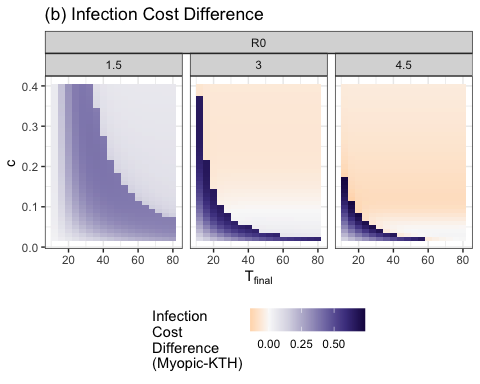 (b) Infection Cost Difference
R0
1.5 3 4.5
0.4
0.3
0.2
0.1
0.0
c
20 40 60 80 20 40 60 80 20 40 60 80
Tfinal
Infection
Cost
Difference
(Myopic-KTH)
0.00 0.25 0.50